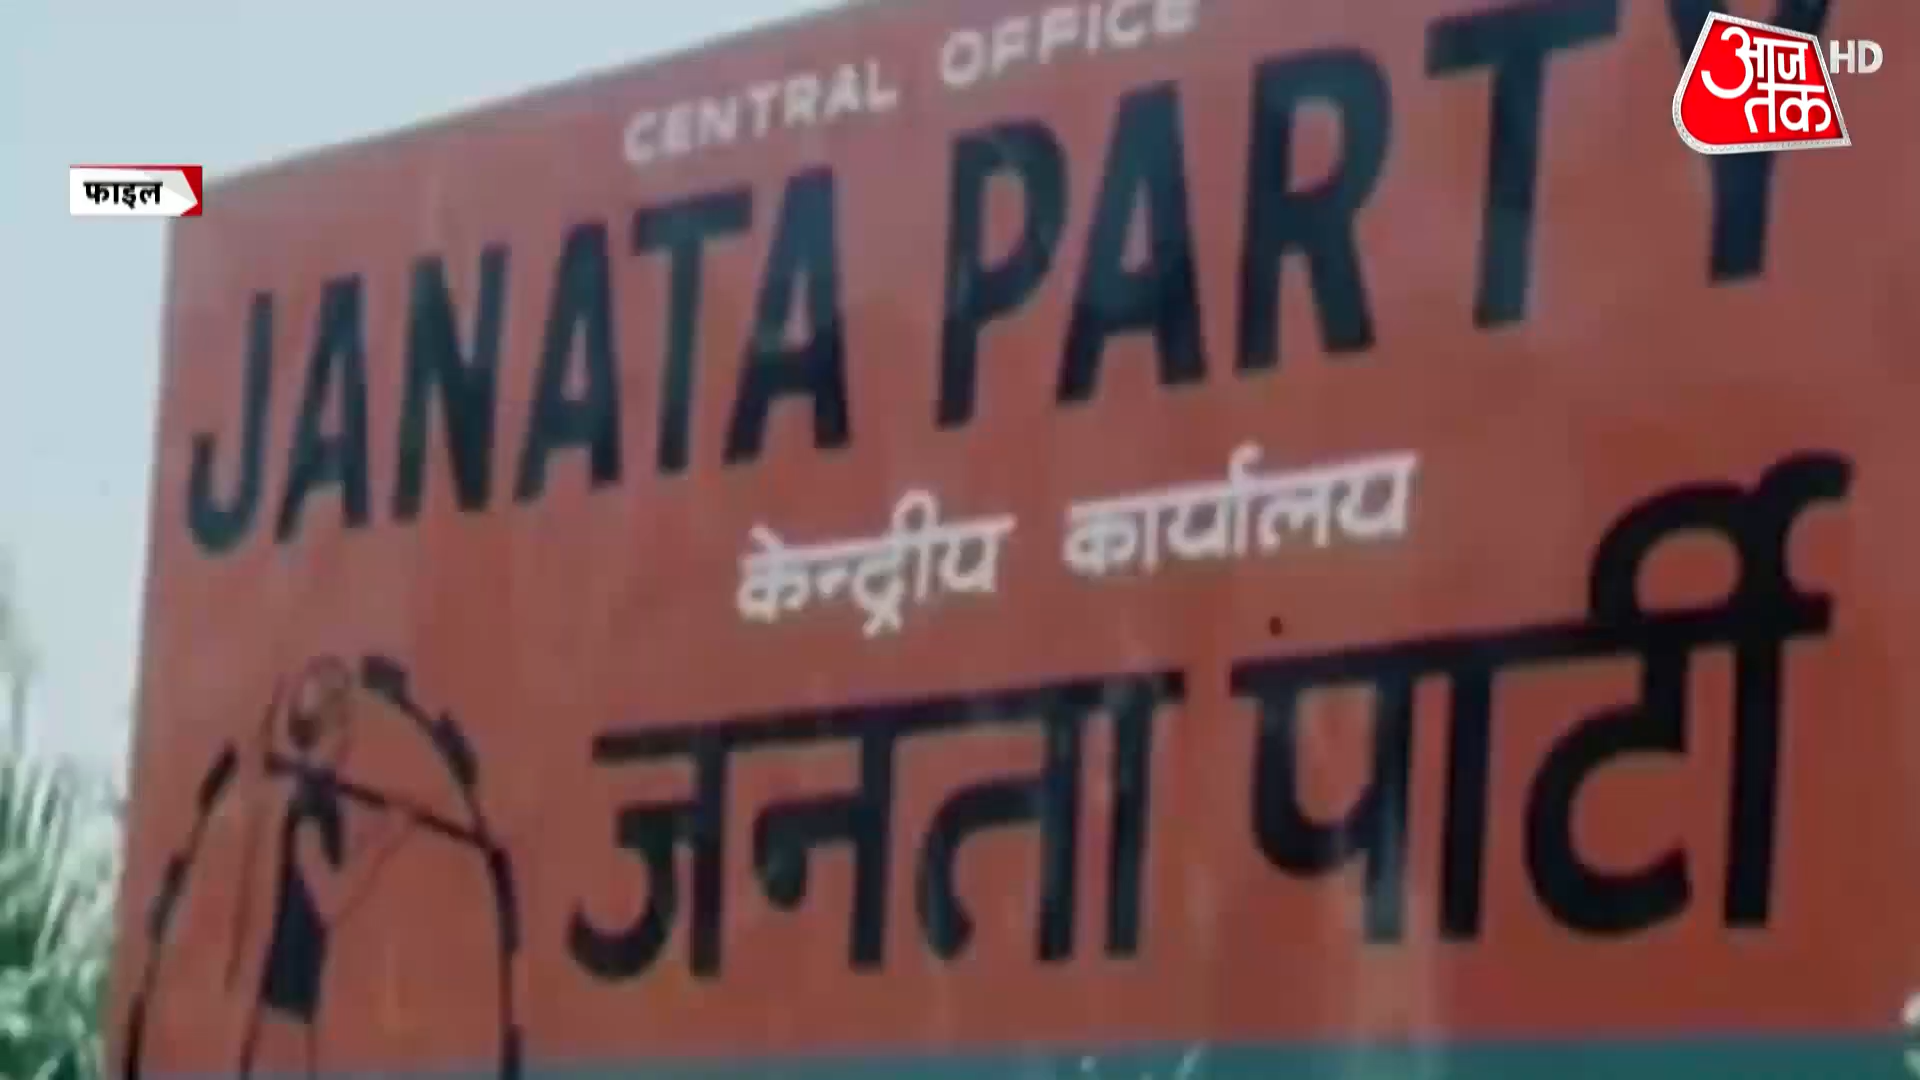 CENTRAL OFFICE
आज तक HD
फाइल
JANATA PARTY
केन्द्रीय कार्यालय
जनता पार्टी